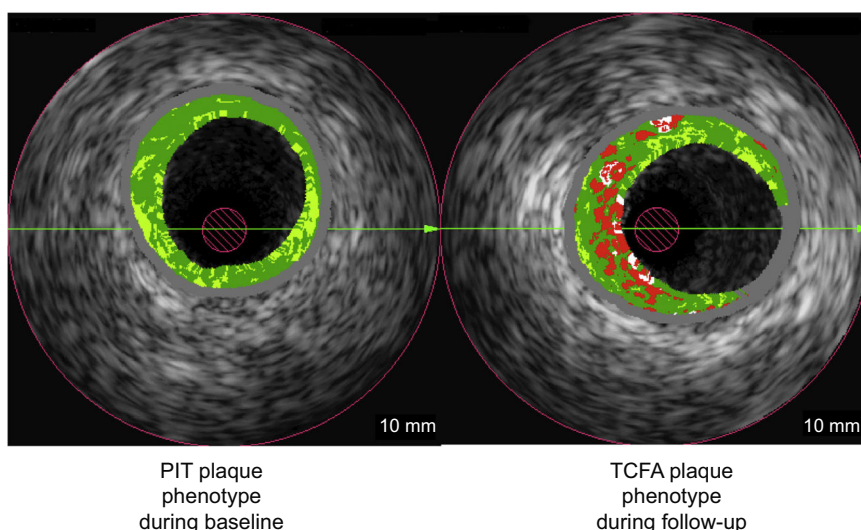 10 mm
10 mm
PIT plaque
phenotype
during baseline
TCFA plaque
phenotype
during follow-up